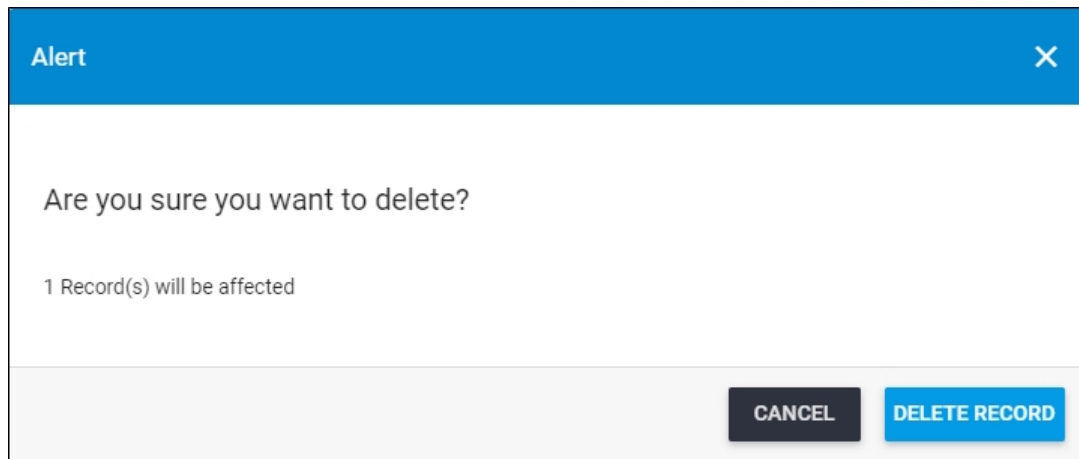 Alert
Are you sure you want to delete?
1 Record(s) will be affected
CANCEL
DELETE RECORD